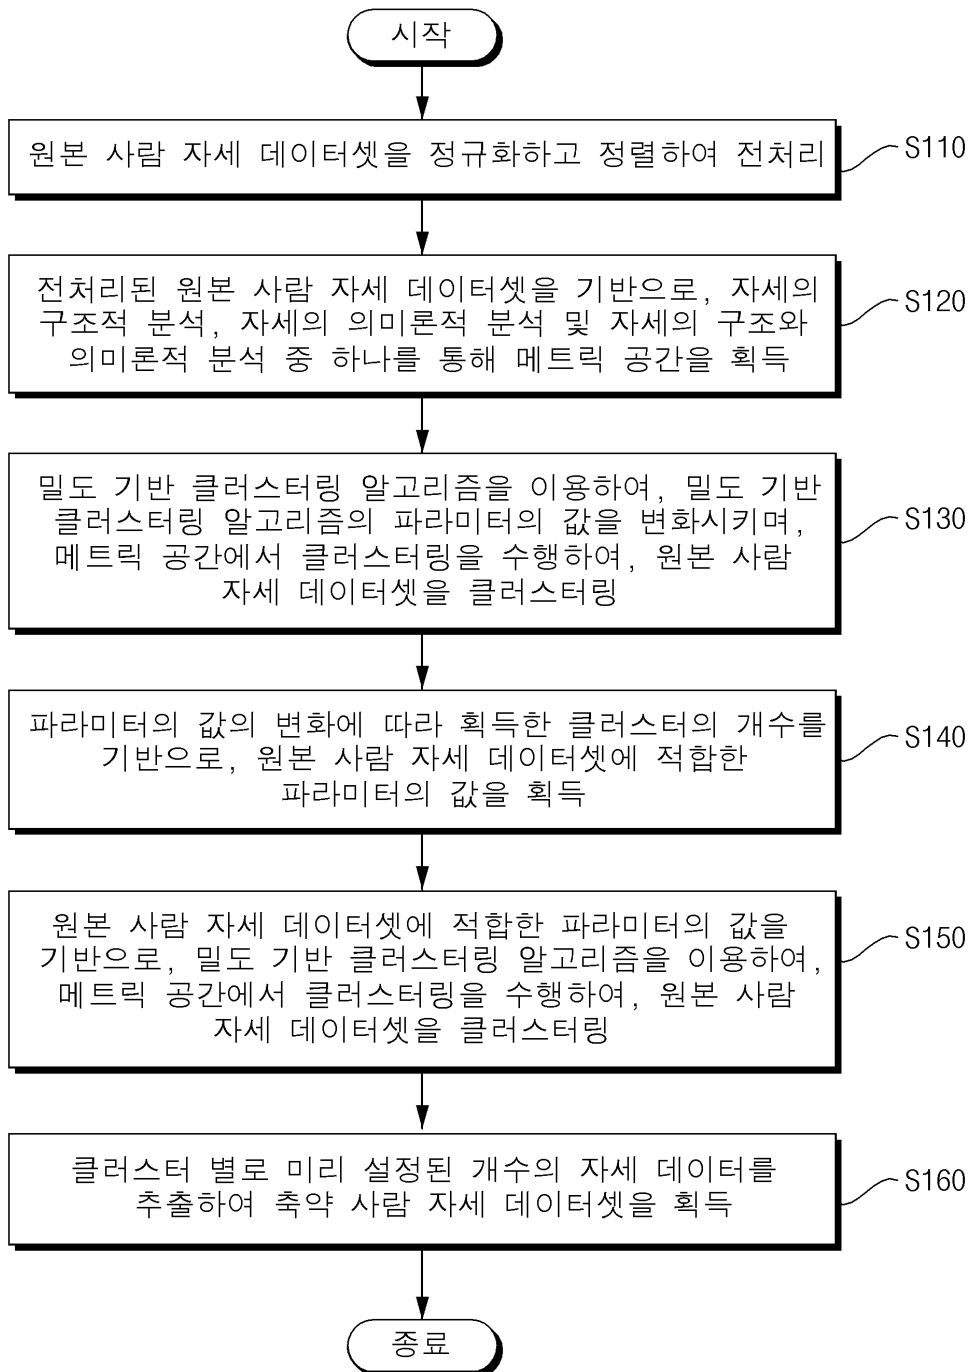 시작
원본 사람 자세 데이터셋을 정규화하고 정렬하여 전처리
S110
전처리된 원본 사람 자세 데이터셋을 기반으로, 자세의
구조적 분석, 자세의 의미론적 분석 및 자세의 구조와
의미론적 분석 중 하나를 통해 메트릭 공간을 획득
S120
밀도 기반 클러스터링 알고리즘을 이용하여, 밀도 기반
클러스터링 알고리즘의 파라미터의 값을 변화시키며,
메트릭 공간에서 클러스터링을 수행하여, 원본 사람
자세 데이터셋을 클러스터링
S130
파라미터의 값의 변화에 따라 획득한 클러스터의 개수를
기반으로, 원본 사람 자세 데이터셋에 적합한
파라미터의 값을 획득
S140
원본 사람 자세 데이터셋에 적합한 파라미터의 값을
기반으로, 밀도 기반 클러스터링 알고리즘을 이용하여,
메트릭 공간에서 클러스터링을 수행하여, 원본 사람
자세 데이터셋을 클러스터링
S150
클러스터 별로 미리 설정된 개수의 자세 데이터를
추출하여 축약 사람 자세 데이터셋을 획득
S160
종료